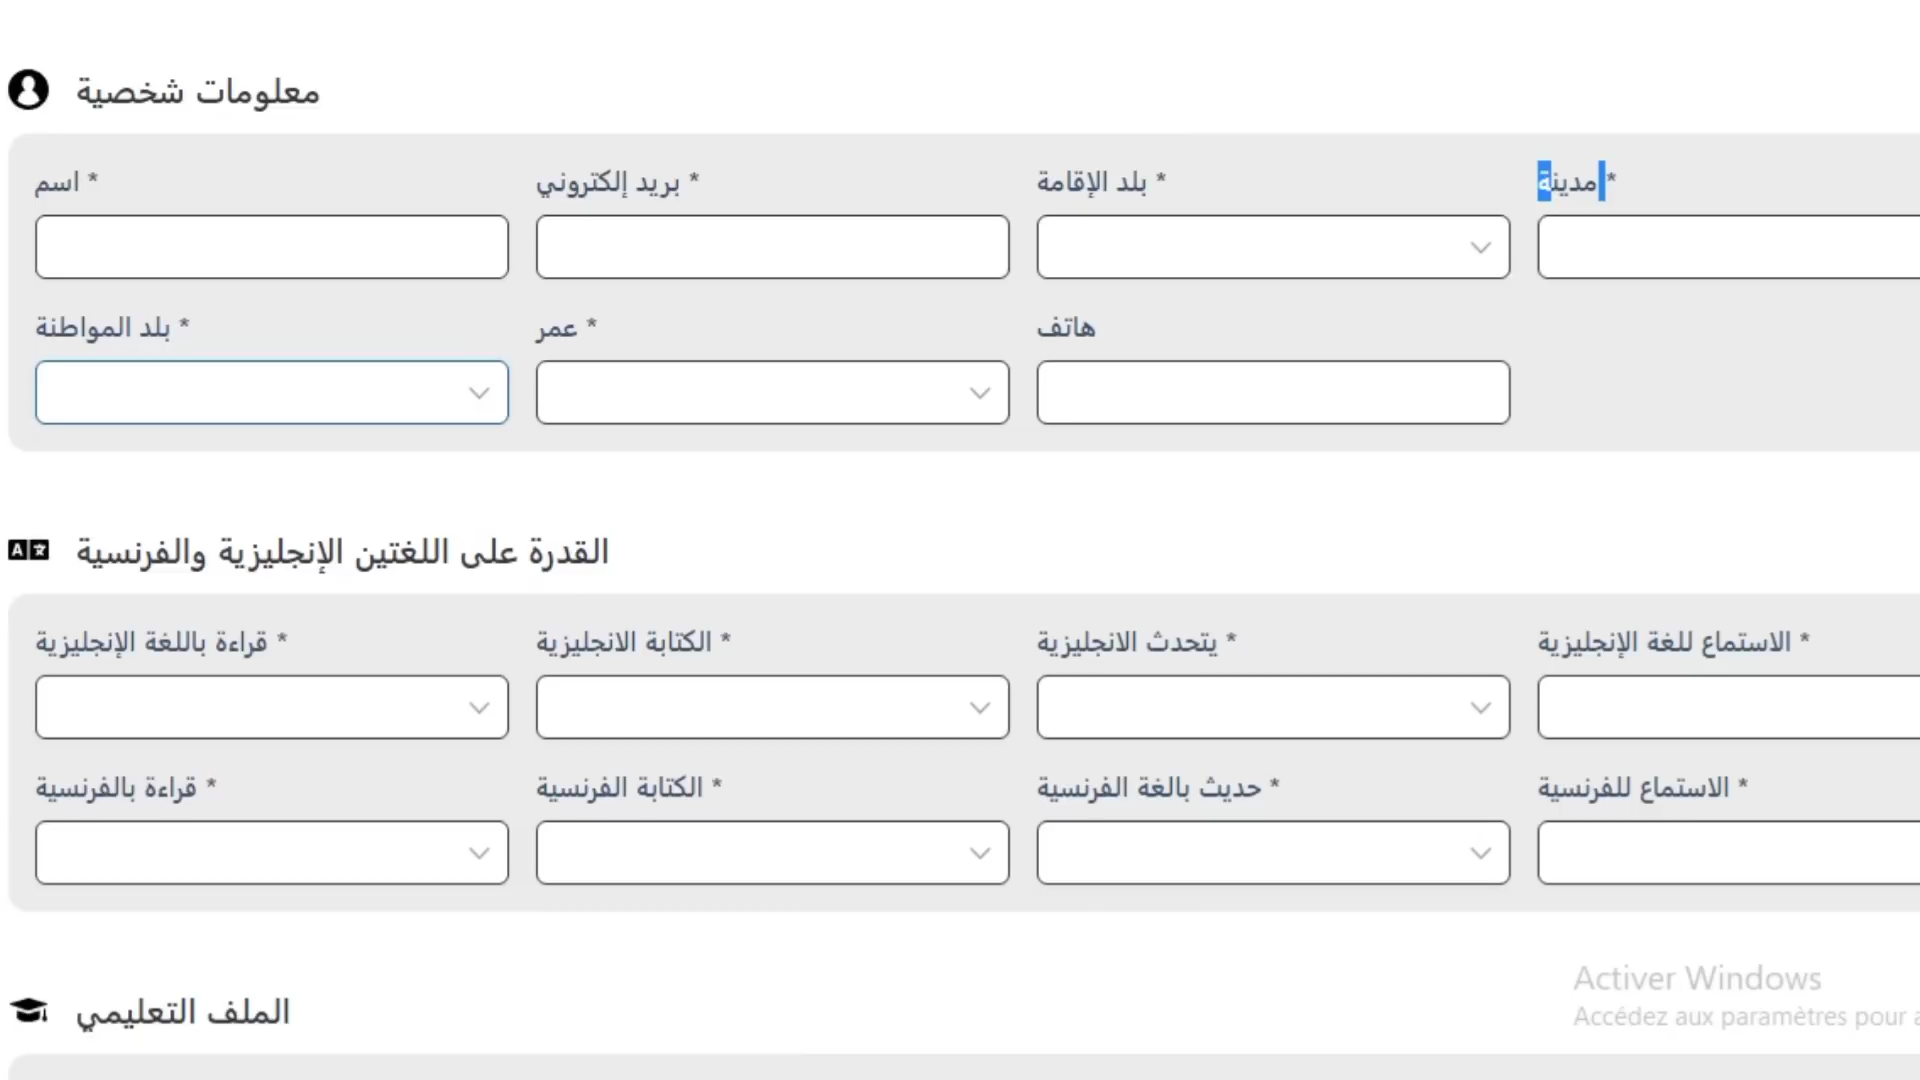 معلومات شخصية
اسم *
بريد إلكتروني *
بلد الإقامة *
مدينة *
بلد المواطنة *
عمر *
هاتف
القدرة على اللغتين الإنجليزية والفرنسية
قراءة باللغة الإنجليزية *
الكتابة الانجليزية *
يتحدث الانجليزية *
الاستماع للغة الإنجليزية *
قراءة بالفرنسية *
الكتابة الفرنسية *
حديث بالغة الفرنسية *
الاستماع للفرنسية *
الملف التعليمي
Activer Windows
Accédez aux paramètres pour a